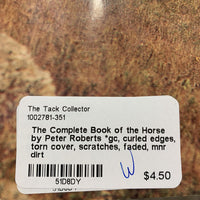 The Tack Collector
1002781-351
The Complete Book of the Horse
by Peter Roberts *gc, curled edges,
torn cover, scratches, faded, mnr
dirt
W
51D8DY
$4.50